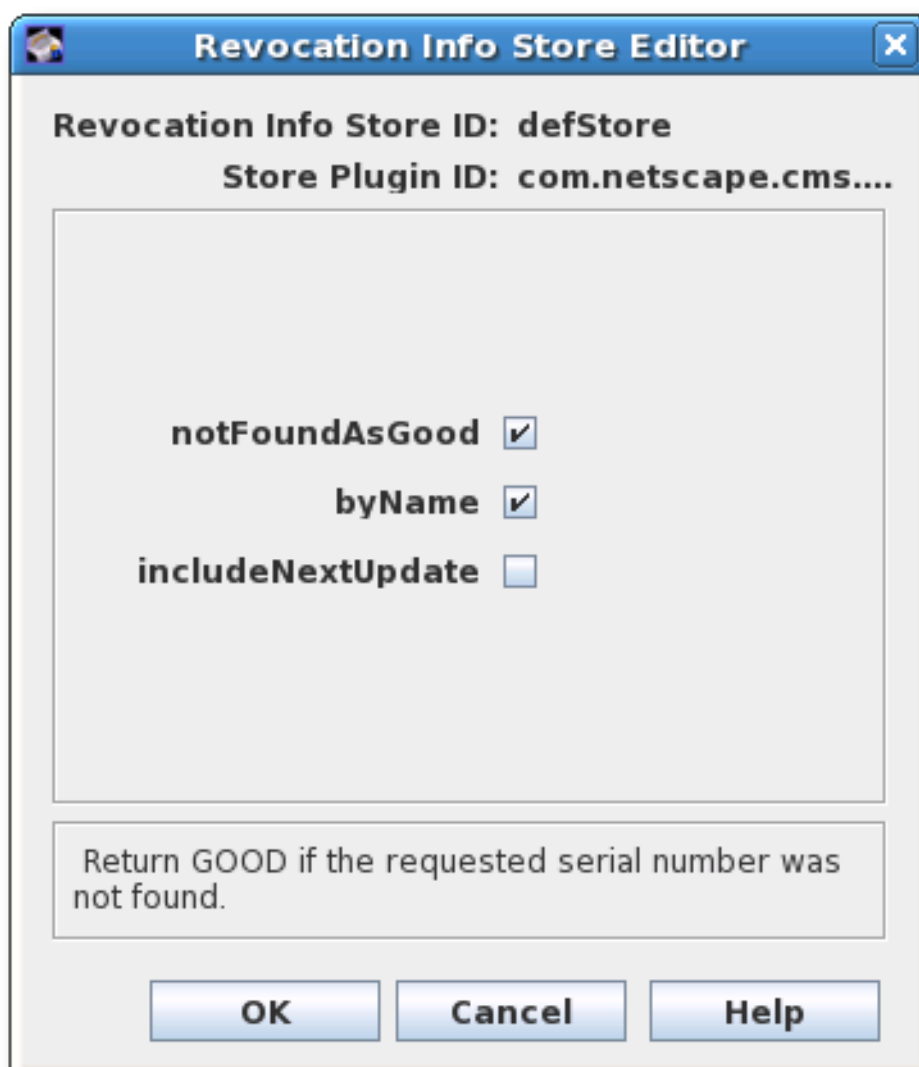 Revocation Info Store Editor
Revocation Info Store ID: defStore
Store Plugin ID: com.netscape.cms....
notFoundAsGood
byName
includeNextUpdate
Return GOOD if the requested serial number was
not found.
OK Cancel Help